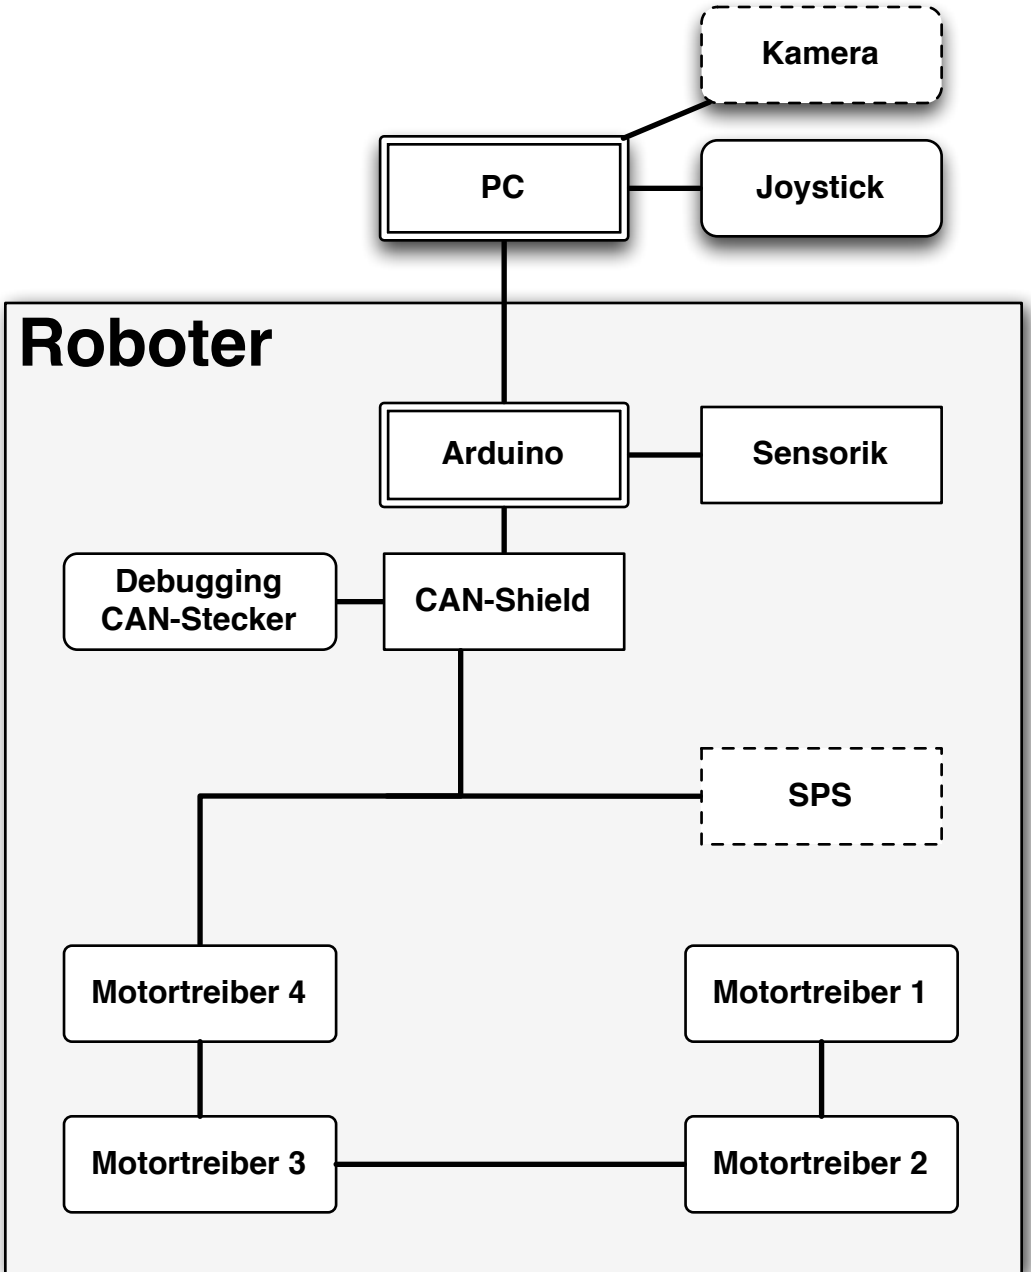 Kamera
PC
Joystick
Roboter
Arduino
Sensorik
Debugging
CAN-Stecker
CAN-Shield
SPS
Motortreiber 4
Motortreiber 1
Motortreiber 3
Motortreiber 2